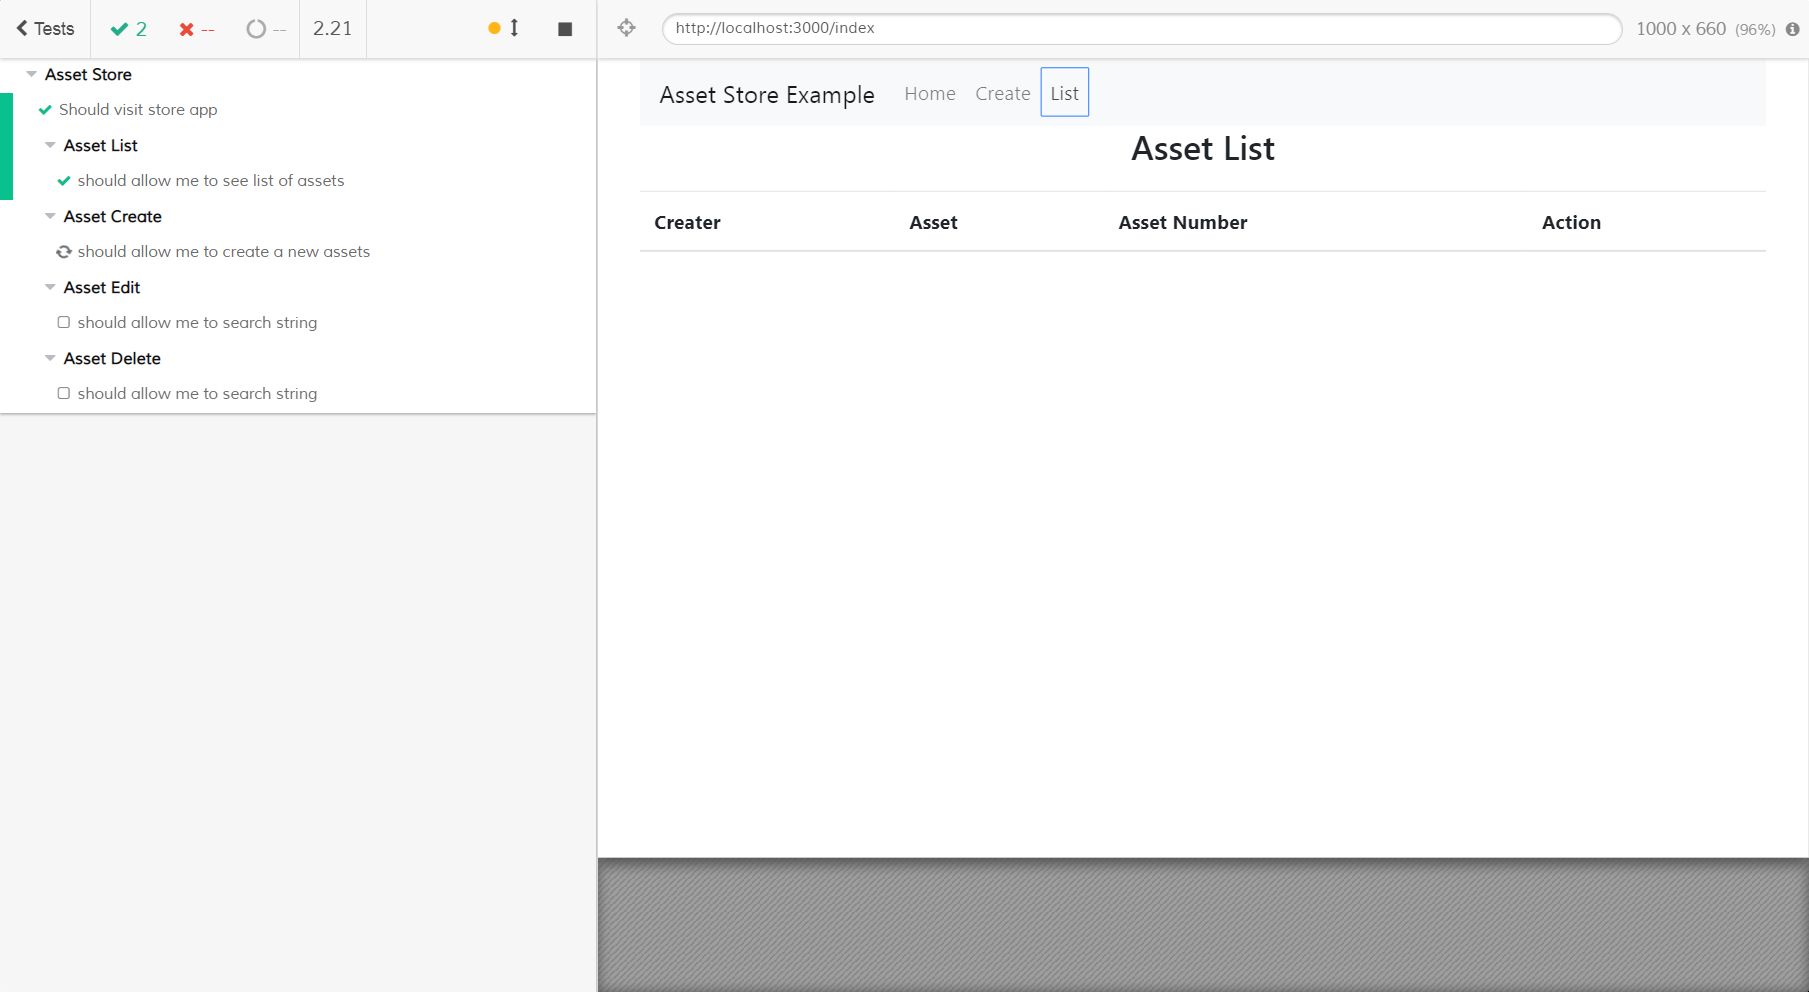 Tests 2 -- -- 2.21
Asset Store
Should visit store app
Asset List
should allow me to see list of assets
Asset Create
should allow me to create a new assets
Asset Edit
should allow me to search string
Asset Delete
should allow me to search string
http://localhost:3000/index 1000 x 660 (96%)
Asset Store Example Home Create List
Asset List
Creater Asset Asset Number Action